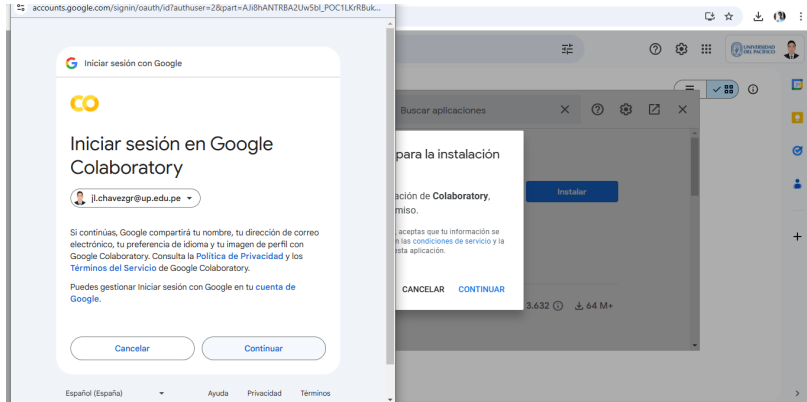 accounts.google.com/signin/oauth/id?authuser=2&part=AJi8hANTRBA2Uw5bl_POC1LKrRBuk...
Iniciar sesión con Google
Iniciar sesión en Google
Colaboratory
jl.chavezgr@up.edu.pe
Si continúas, Google compartirá tu nombre, tu dirección de correo
electrónico, tu preferencia de idioma y tu imagen de perfil con
Google Colaboratory. Consulta la Política de Privacidad y los
Términos del Servicio de Google Colaboratory.
Puedes gestionar Iniciar sesión con Google en tu cuenta de
Google.
Cancelar
Continuar
Español (España)
Ayuda
Privacidad
Términos
UNIVERSIDAD
DEL PACÍFICO
Buscar aplicaciones
para la instalación
Instalar
ación de Colaboratory,
miso.
, aceptas que tu información se
n las condiciones de servicio y la
esta aplicación.
CANCELAR
CONTINUAR
3.632
64 M+